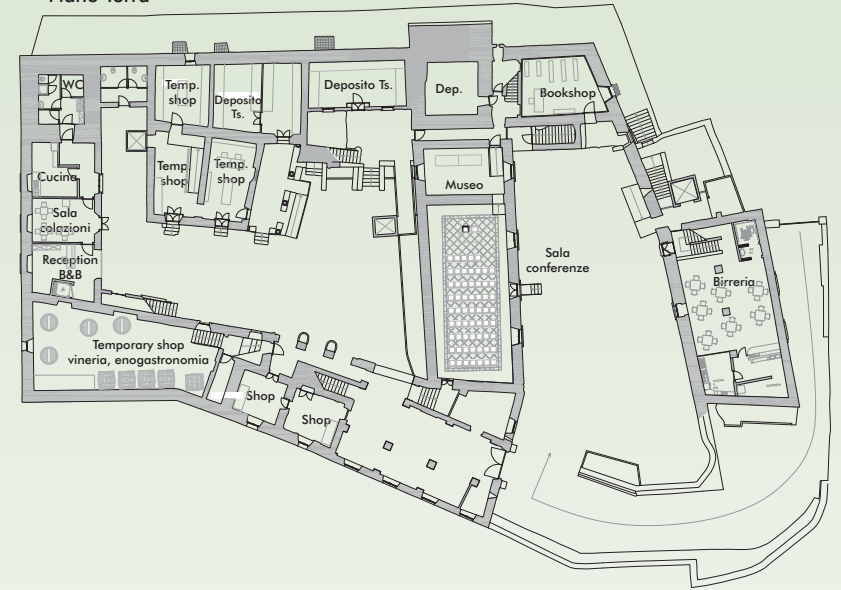 Piano Terra
WC
Temp.
shop
Deposito
Ts.
Deposito Ts.
Dep.
Bookshop
Cucina
Temp.
shop
Temp.
shop
Museo
Sala
colazioni
Reception
B&B
Sala
conferenze
Birreria
Temporary shop
vineria, enogastronomia
Shop
Shop